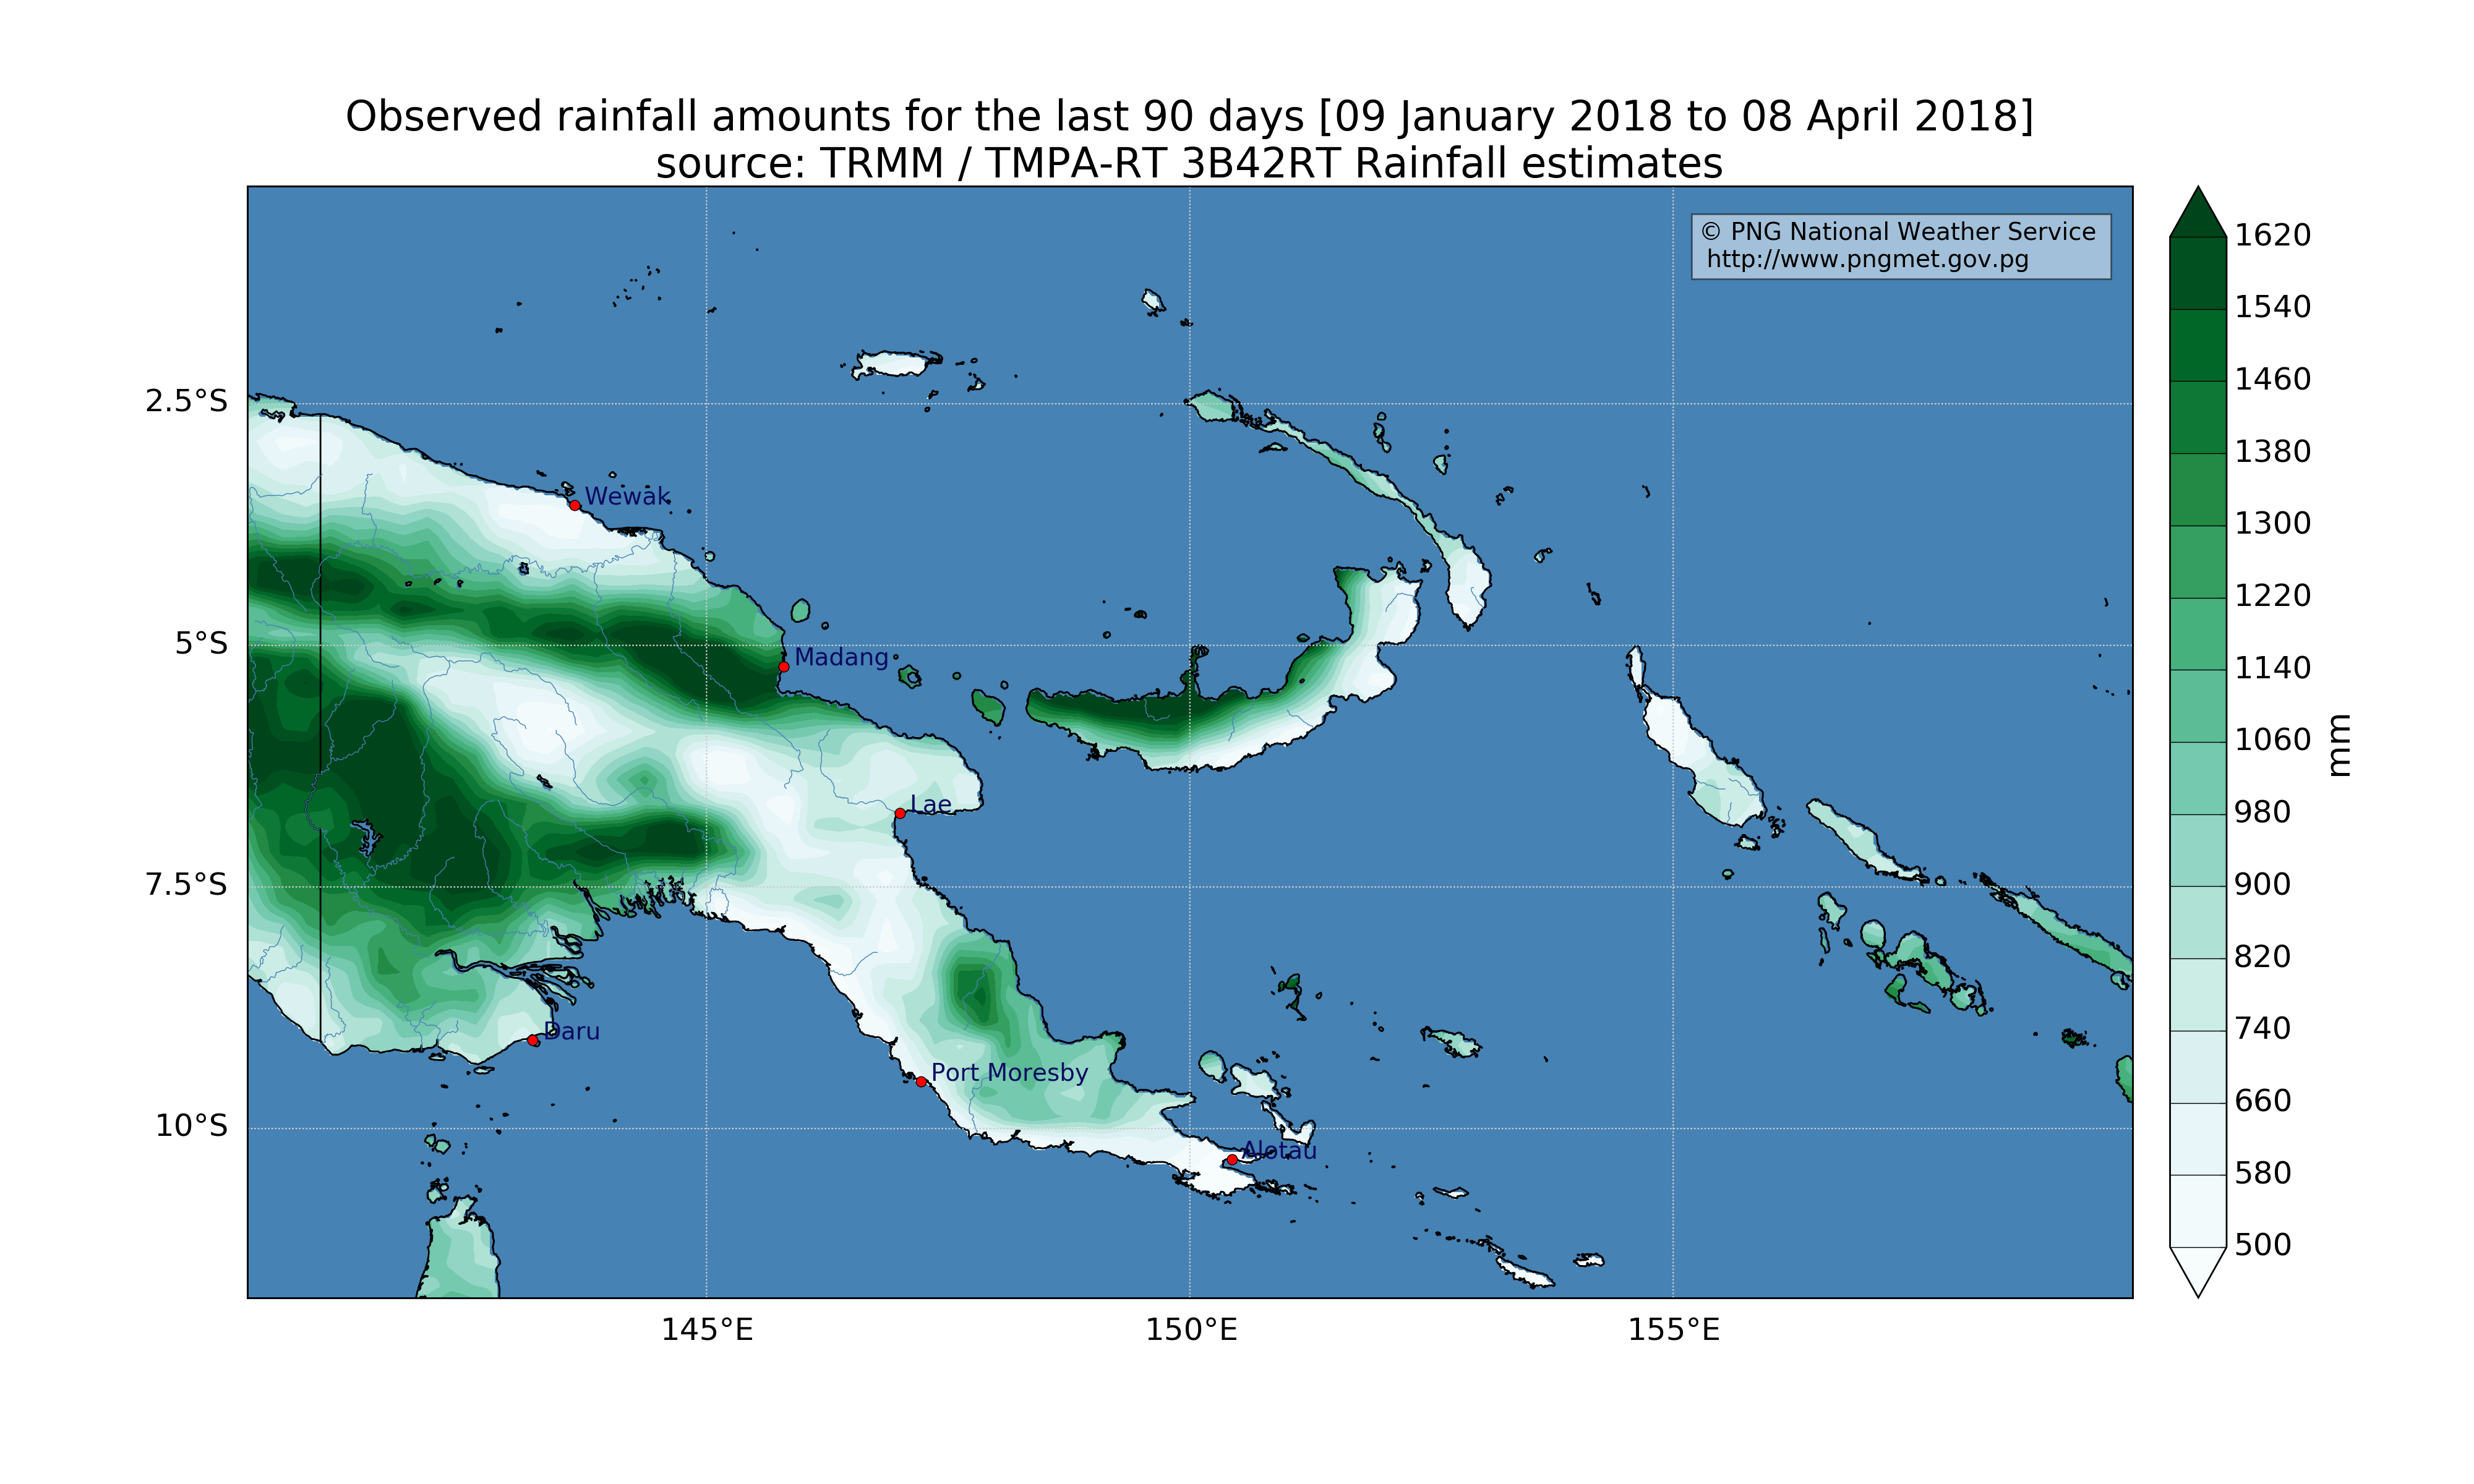 Observed rainfall amounts for the last 90 days [09 January 2018 to 08 April 2018]
source: TRMM / TMPA-RT 3B42RT Rainfall estimates
© PNG National Weather Service
http://www.pngmet.gov.pg
2.5°S
5°S
7.5°S
10°S
Wewak
Madang
Lae
Daru
Port Moresby
Alotau
145°E
150°E
155°E
1620
1540
1460
1380
1300
1220
1140
1060
980
900
820
740
660
580
500
mm